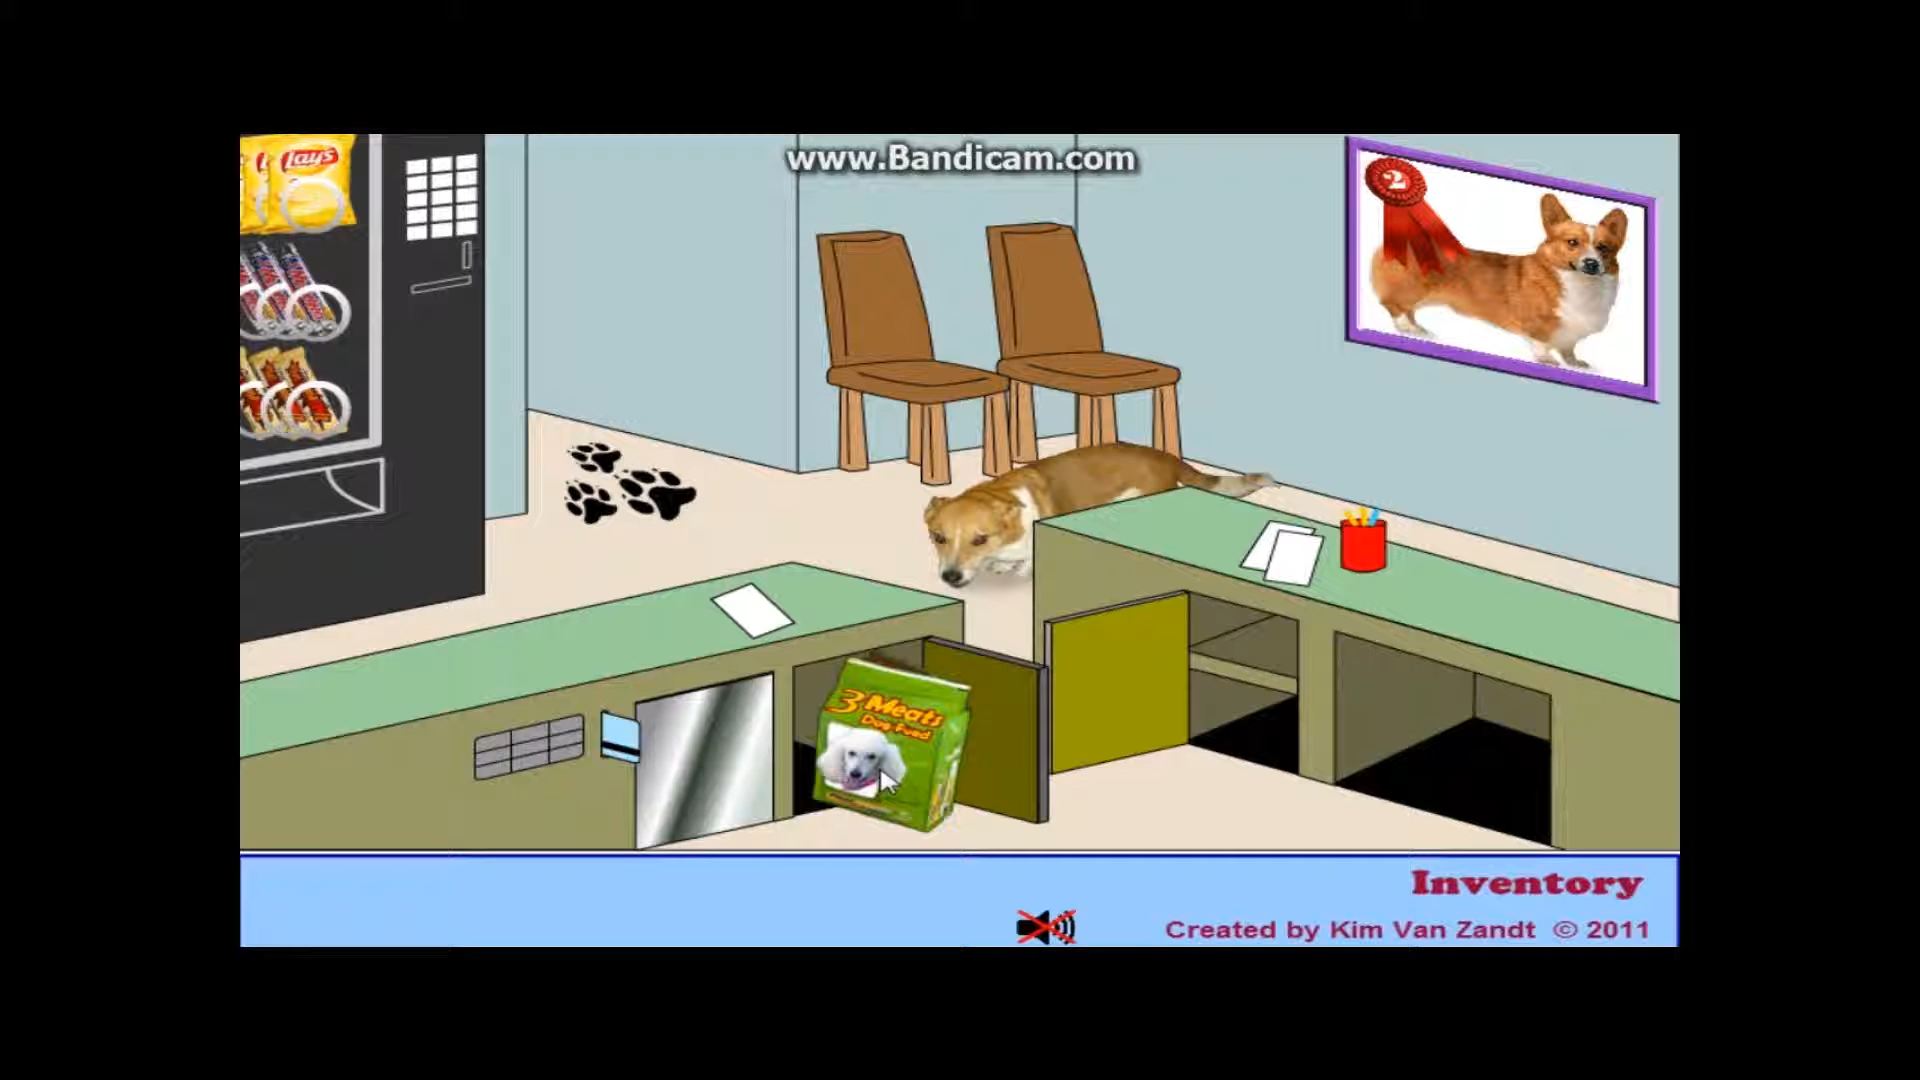 www.Bandicam.com
Lay's
2
3 Meats
Dog Food
Inventory
Created by Kim Van Zandt © 2011